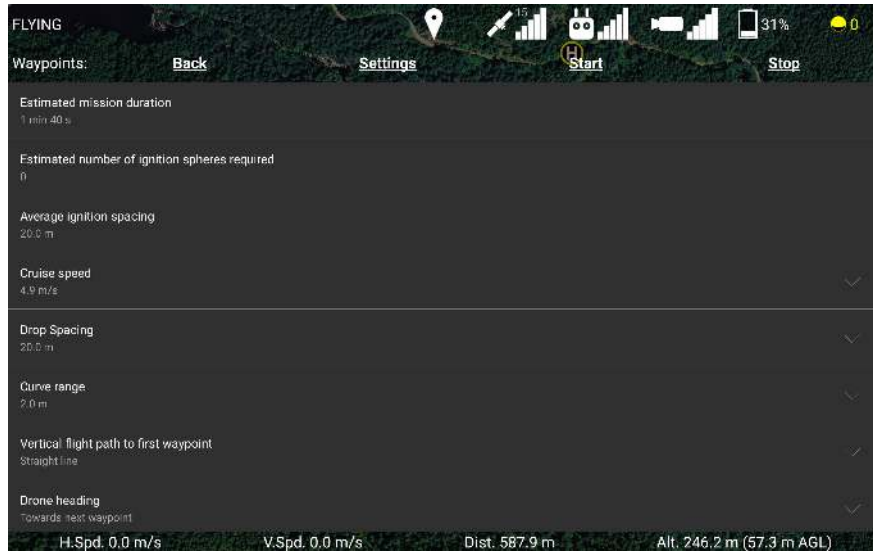 FLYING
15
31%
0
Waypoints: Back Settings Start Stop
H
Estimated mission duration
1 min 40 s
Estimated number of ignition spheres required
0
Average ignition spacing
20.0 m
Cruise speed
4.9 m/s
Drop Spacing
20.0 m
Curve range
2.0 m
Vertical flight path to first waypoint
Straight line
Drone heading
Towards next waypoint
H.Spd. 0.0 m/s V.Spd. 0.0 m/s Dist. 587.9 m Alt. 246.2 m (57.3 m AGL)